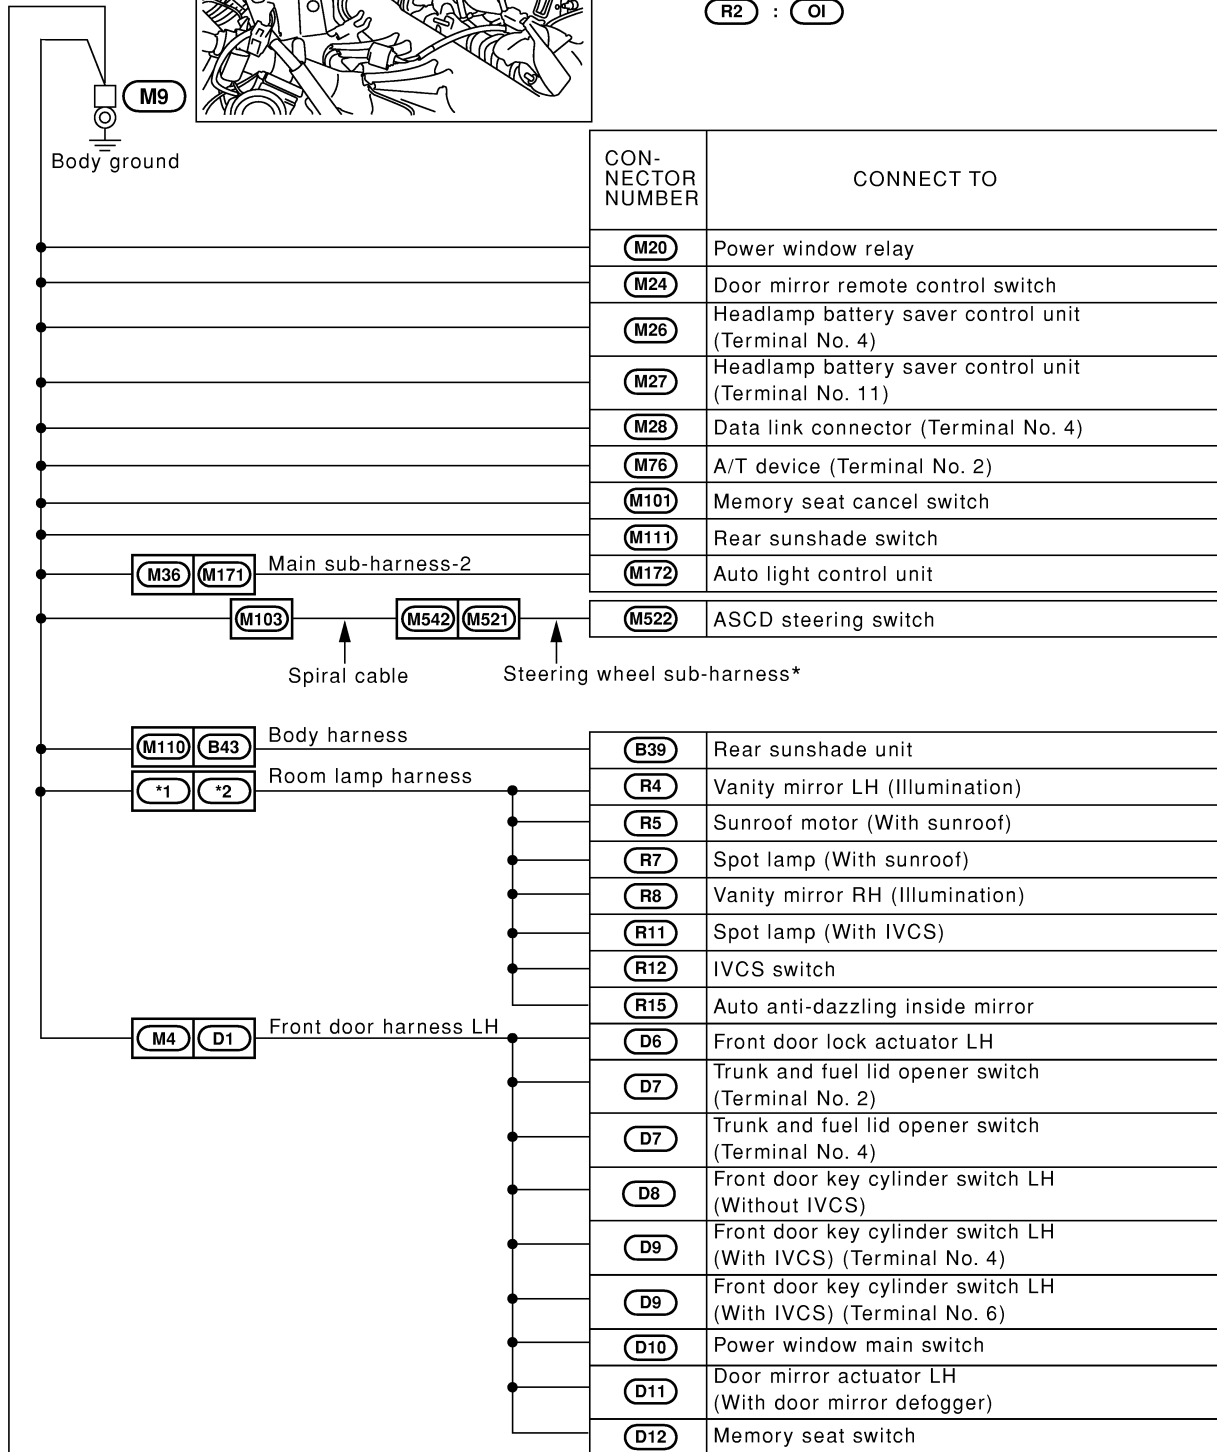 R2 : OI
M9
Body ground
CON-
NECTOR
NUMBER
CONNECT TO
M20 Power window relay
M24 Door mirror remote control switch
M26 Headlamp battery saver control unit
(Terminal No. 4)
M27 Headlamp battery saver control unit
(Terminal No. 11)
M28 Data link connector (Terminal No. 4)
M76 A/T device (Terminal No. 2)
M101 Memory seat cancel switch
M111 Rear sunshade switch
M36 M171 Main sub-harness-2 M172 Auto light control unit
M103 M542 M521 M522 ASCD steering switch
Spiral cable Steering wheel sub-harness*
M110 B43 Body harness B39 Rear sunshade unit
*1 *2 Room lamp harness R4 Vanity mirror LH (Illumination)
R5 Sunroof motor (With sunroof)
R7 Spot lamp (With sunroof)
R8 Vanity mirror RH (Illumination)
R11 Spot lamp (With IVCS)
R12 IVCS switch
R15 Auto anti-dazzling inside mirror
M4 D1 Front door harness LH D6 Front door lock actuator LH
D7 Trunk and fuel lid opener switch
(Terminal No. 2)
D7 Trunk and fuel lid opener switch
(Terminal No. 4)
D8 Front door key cylinder switch LH
(Without IVCS)
D9 Front door key cylinder switch LH
(With IVCS) (Terminal No. 4)
D9 Front door key cylinder switch LH
(With IVCS) (Terminal No. 6)
D10 Power window main switch
D11 Door mirror actuator LH
(With door mirror defogger)
D12 Memory seat switch